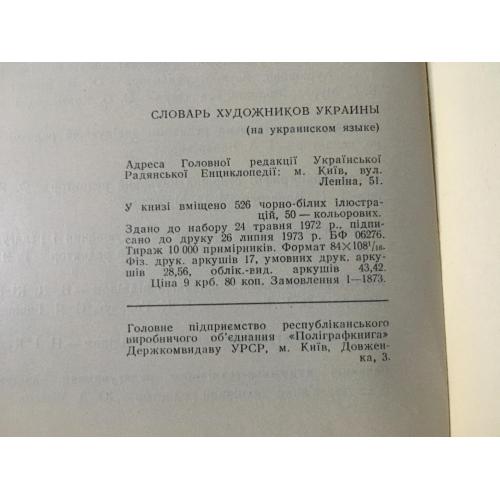 СЛОВАРЬ ХУДОЖНИКОВ УКРАИНЫ
(на украинском языке)
Адреса Головної редакції Української
Радянської Енциклопедії: м. Київ, вул.
Леніна, 51.
У книзі вміщено 526 чорно-білих ілюстра-
цій, 50 — кольорових.
Здано до набору 24 травня 1972 р., підпи-
сано до друку 26 липня 1973 р. БФ 06276.
Тираж 10 000 примірників. Формат 84×108¹/₁₆.
Фіз. друк. аркушів 17, умовних друк. арку-
шів 28,56, облік.-вид. аркушів 43,42.
Ціна 9 крб. 80 коп. Замовлення 1—1873.
Головне підприємство республіканського
виробничого об'єднання «Поліграфкнига»
Держкомвидаву УРСР, м. Київ, Довжен-
ка, 3.